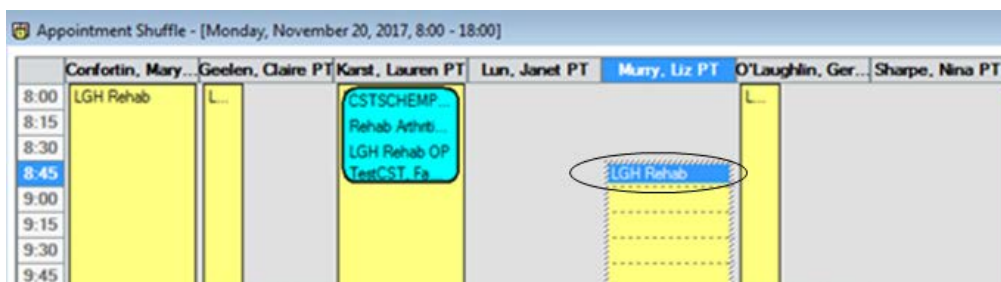 Appointment Shuffle - [Monday, November 20, 2017, 8:00 - 18:00]
Confortin, Mary... Geelen, Claire PT Karst, Lauren PT Lun, Janet PT Murry, Liz PT O'Laughlin, Ger... Sharpe, Nina PT
8:00 LGH Rehab L... CSTSCHEMP... L...
8:15 Rehab Arthriti...
8:30 LGH Rehab OP
8:45 TestCST, Fa LGH Rehab
9:00
9:15
9:30
9:45